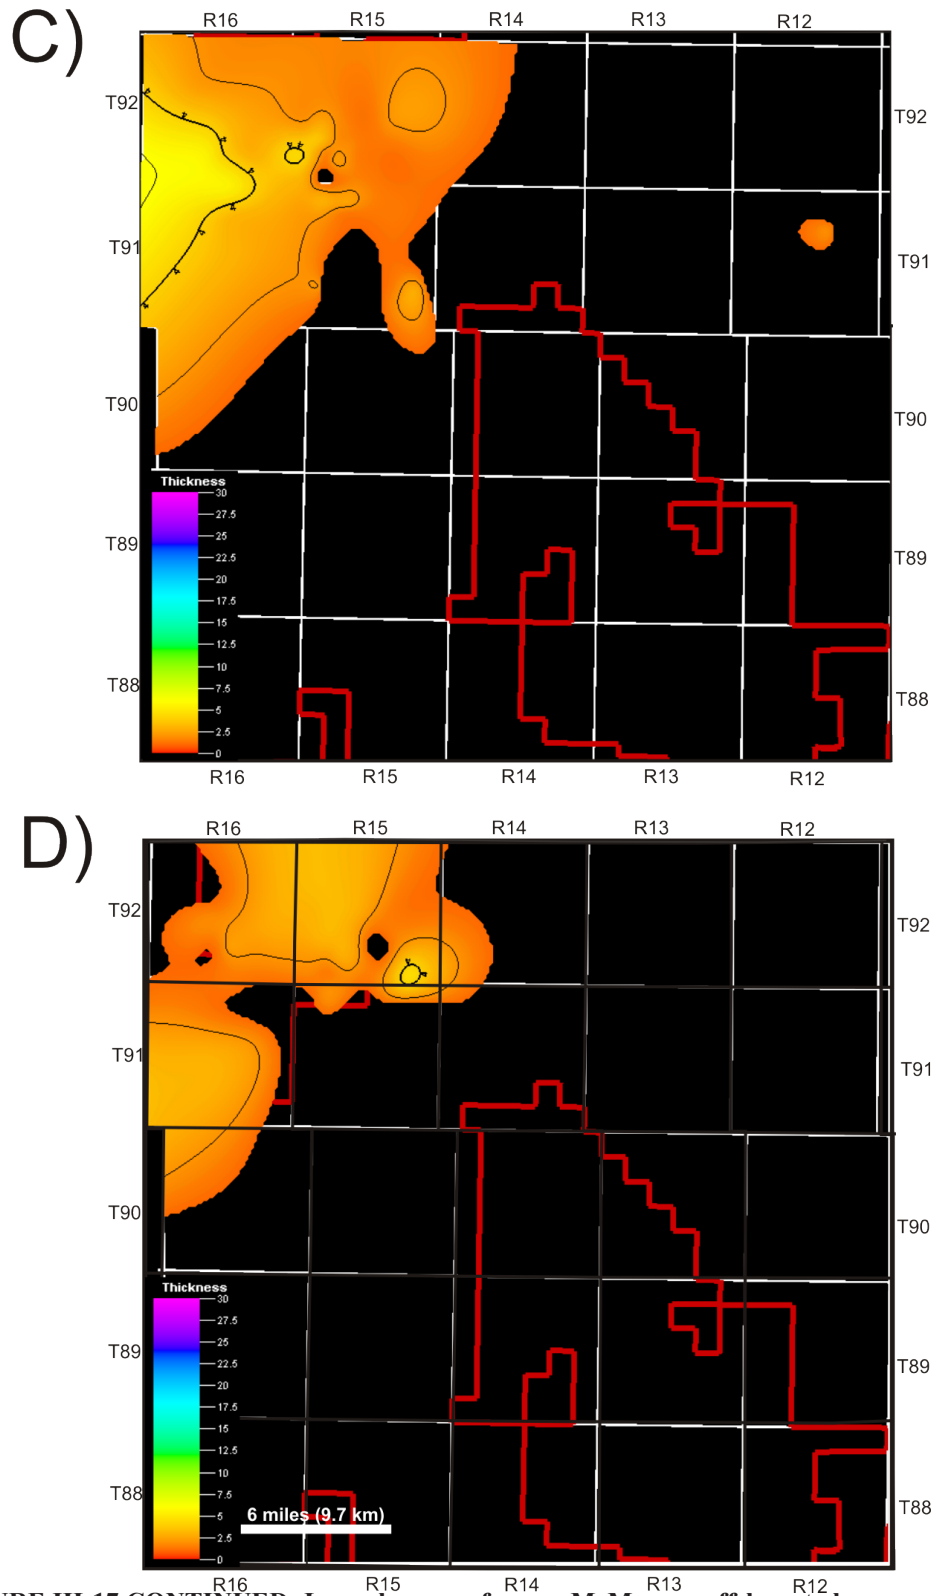 C)
R16 R15 R14 R13 R12
T92 T92
T91 T91
T90 T90
Thickness
30
27.5
25
22.5
20
17.5
15
12.5
10
7.5
5
2.5
0
T89 T89
T88 T88
R16 R15 R14 R13 R12
D)
R16 R15 R14 R13 R12
T92 T92
T91 T91
T90 T90
Thickness
30
27.5
25
22.5
20
17.5
15
12.5
10
7.5
5
2.5
0
T89 T89
T88 T88
6 miles (9.7 km)
R16 R15 R14 R13 R12
III-17 CONTINUED: